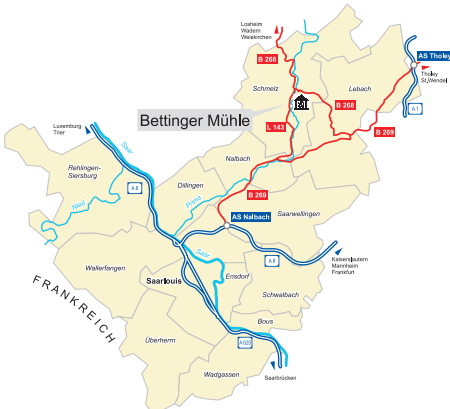 Losheim
Wadern
Weiskirchen
B 268
AS Tholey
Schmelz
Lebach
Tholey
St.Wendel
A 1
B 268
Bettinger Mühle
L 143
B 269
Luxemburg
Trier
Saar
Nalbach
Rehlingen-
Siersburg
A 8
Dillingen
Prims
B 269
Nied
Saarwellingen
AS Nalbach
Saar
Wallerfangen
Ensdorf
A 8
Kaiserslautern
Mannheim
Frankfurt
Saarlouis
Schwalbach
FRANKREICH
Bous
Überherrn
A 620
Wadgassen
Saarbrücken